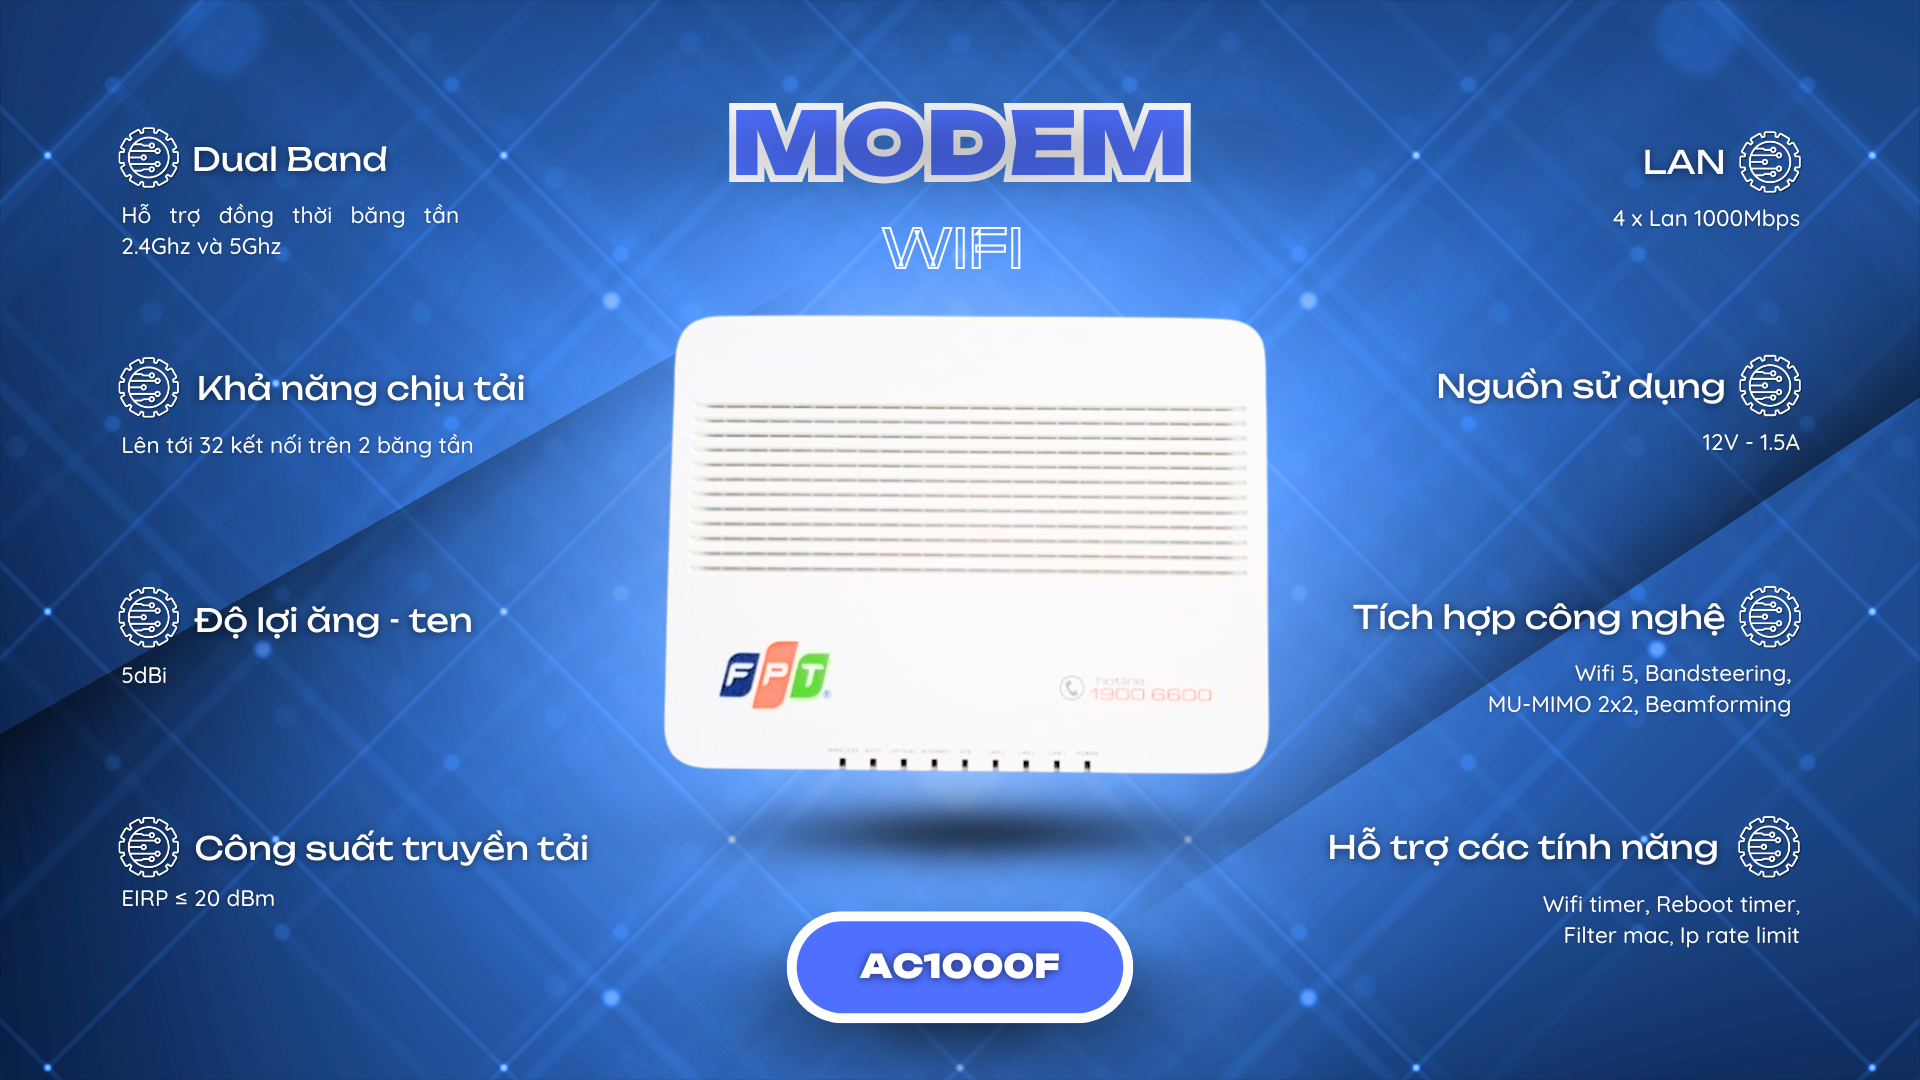 MODEM
WIFI
Dual Band
Hỗ trợ đồng thời băng tần
2.4Ghz và 5Ghz
Khả năng chịu tải
Lên tới 32 kết nối trên 2 băng tần
Độ lợi ăng - ten
5dBi
Công suất truyền tải
EIRP ≤ 20 dBm
LAN
4 x Lan 1000Mbps
Nguồn sử dụng
12V - 1.5A
Tích hợp công nghệ
Wifi 5, Bandsteering,
MU-MIMO 2x2, Beamforming
Hỗ trợ các tính năng
Wifi timer, Reboot timer,
Filter mac, Ip rate limit
FPT®
hotline
1900 6600
AC1000F